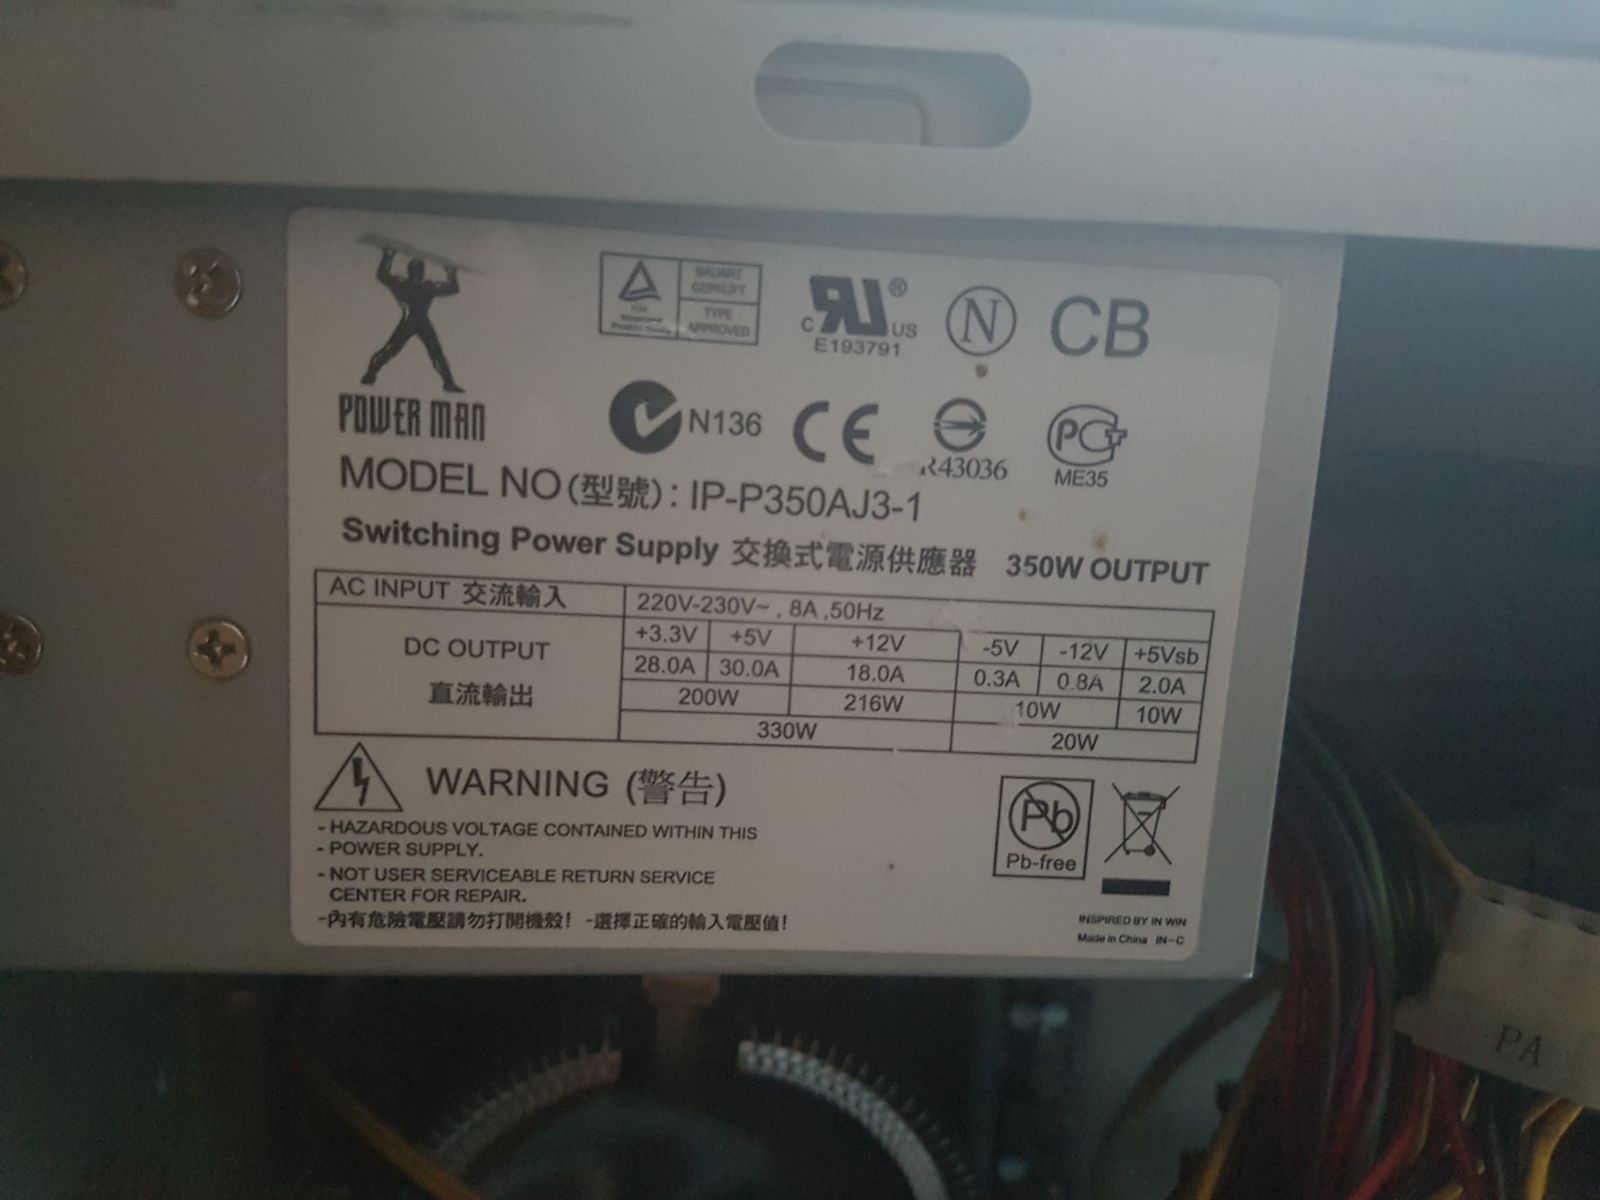 BAUART
GEPRUFT
TÜV
Rheinland
Product Safety
TYPE
APPROVED
C RU US ®
E193791
N
CB
POWER MAN
N136
CE
R43036
PCT
ME35
MODEL NO(型號): IP-P350AJ3-1
Switching Power Supply 交換式電源供應器 350W OUTPUT
AC INPUT 交流輸入 220V-230V~ , 8A ,50Hz
DC OUTPUT
直流輸出
+3.3V +5V +12V -5V -12V +5Vsb
28.0A 30.0A 18.0A 0.3A 0.8A 2.0A
200W 216W 10W 10W
330W 20W
WARNING (警告)
- HAZARDOUS VOLTAGE CONTAINED WITHIN THIS
- POWER SUPPLY.
- NOT USER SERVICEABLE RETURN SERVICE
CENTER FOR REPAIR.
-內有危險電壓請勿打開機殼! -選擇正確的輸入電壓值!
Pb
Pb-free
INSPIRED BY IN WIN
Made in China IN-C
PA